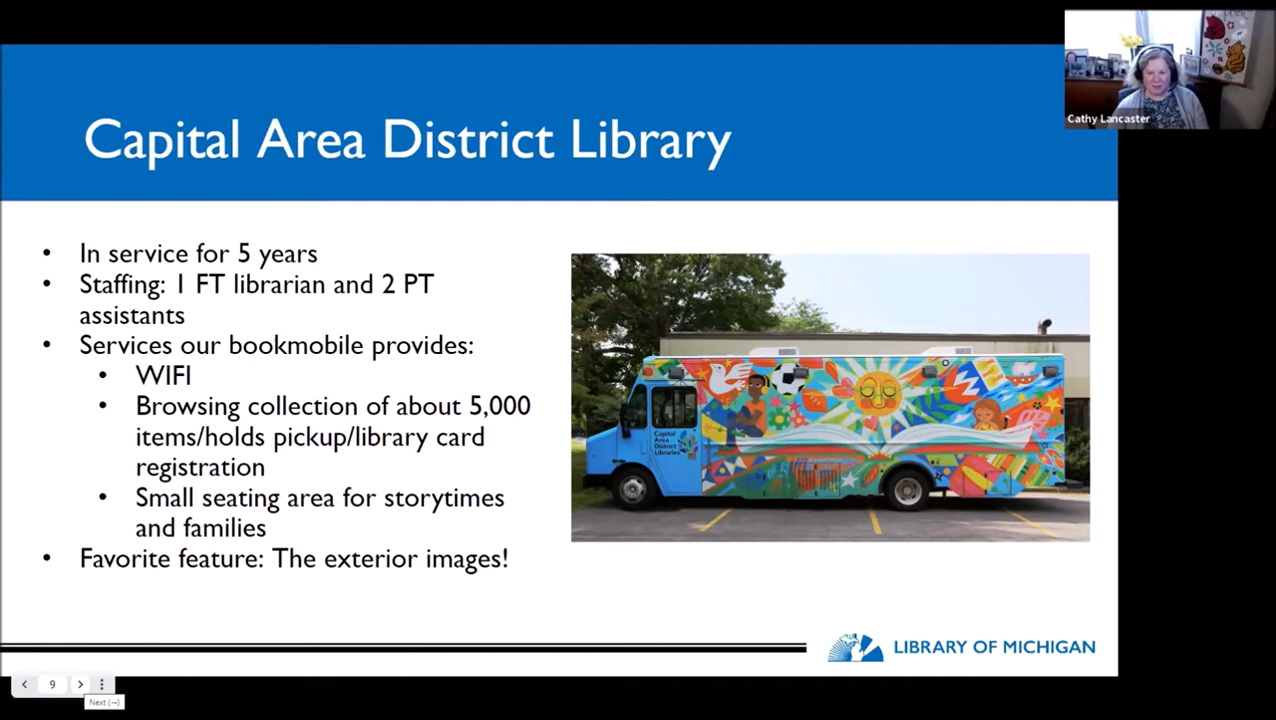 Capital Area District Library
Cathy Lancaster
• In service for 5 years
• Staffing: 1 FT librarian and 2 PT
assistants
• Services our bookmobile provides:
• WIFI
• Browsing collection of about 5,000
items/holds pickup/library card
registration
• Small seating area for storytimes
and families
• Favorite feature: The exterior images!
Capital
Area
District
Libraries
LIBRARY OF MICHIGAN
9
Next (→)